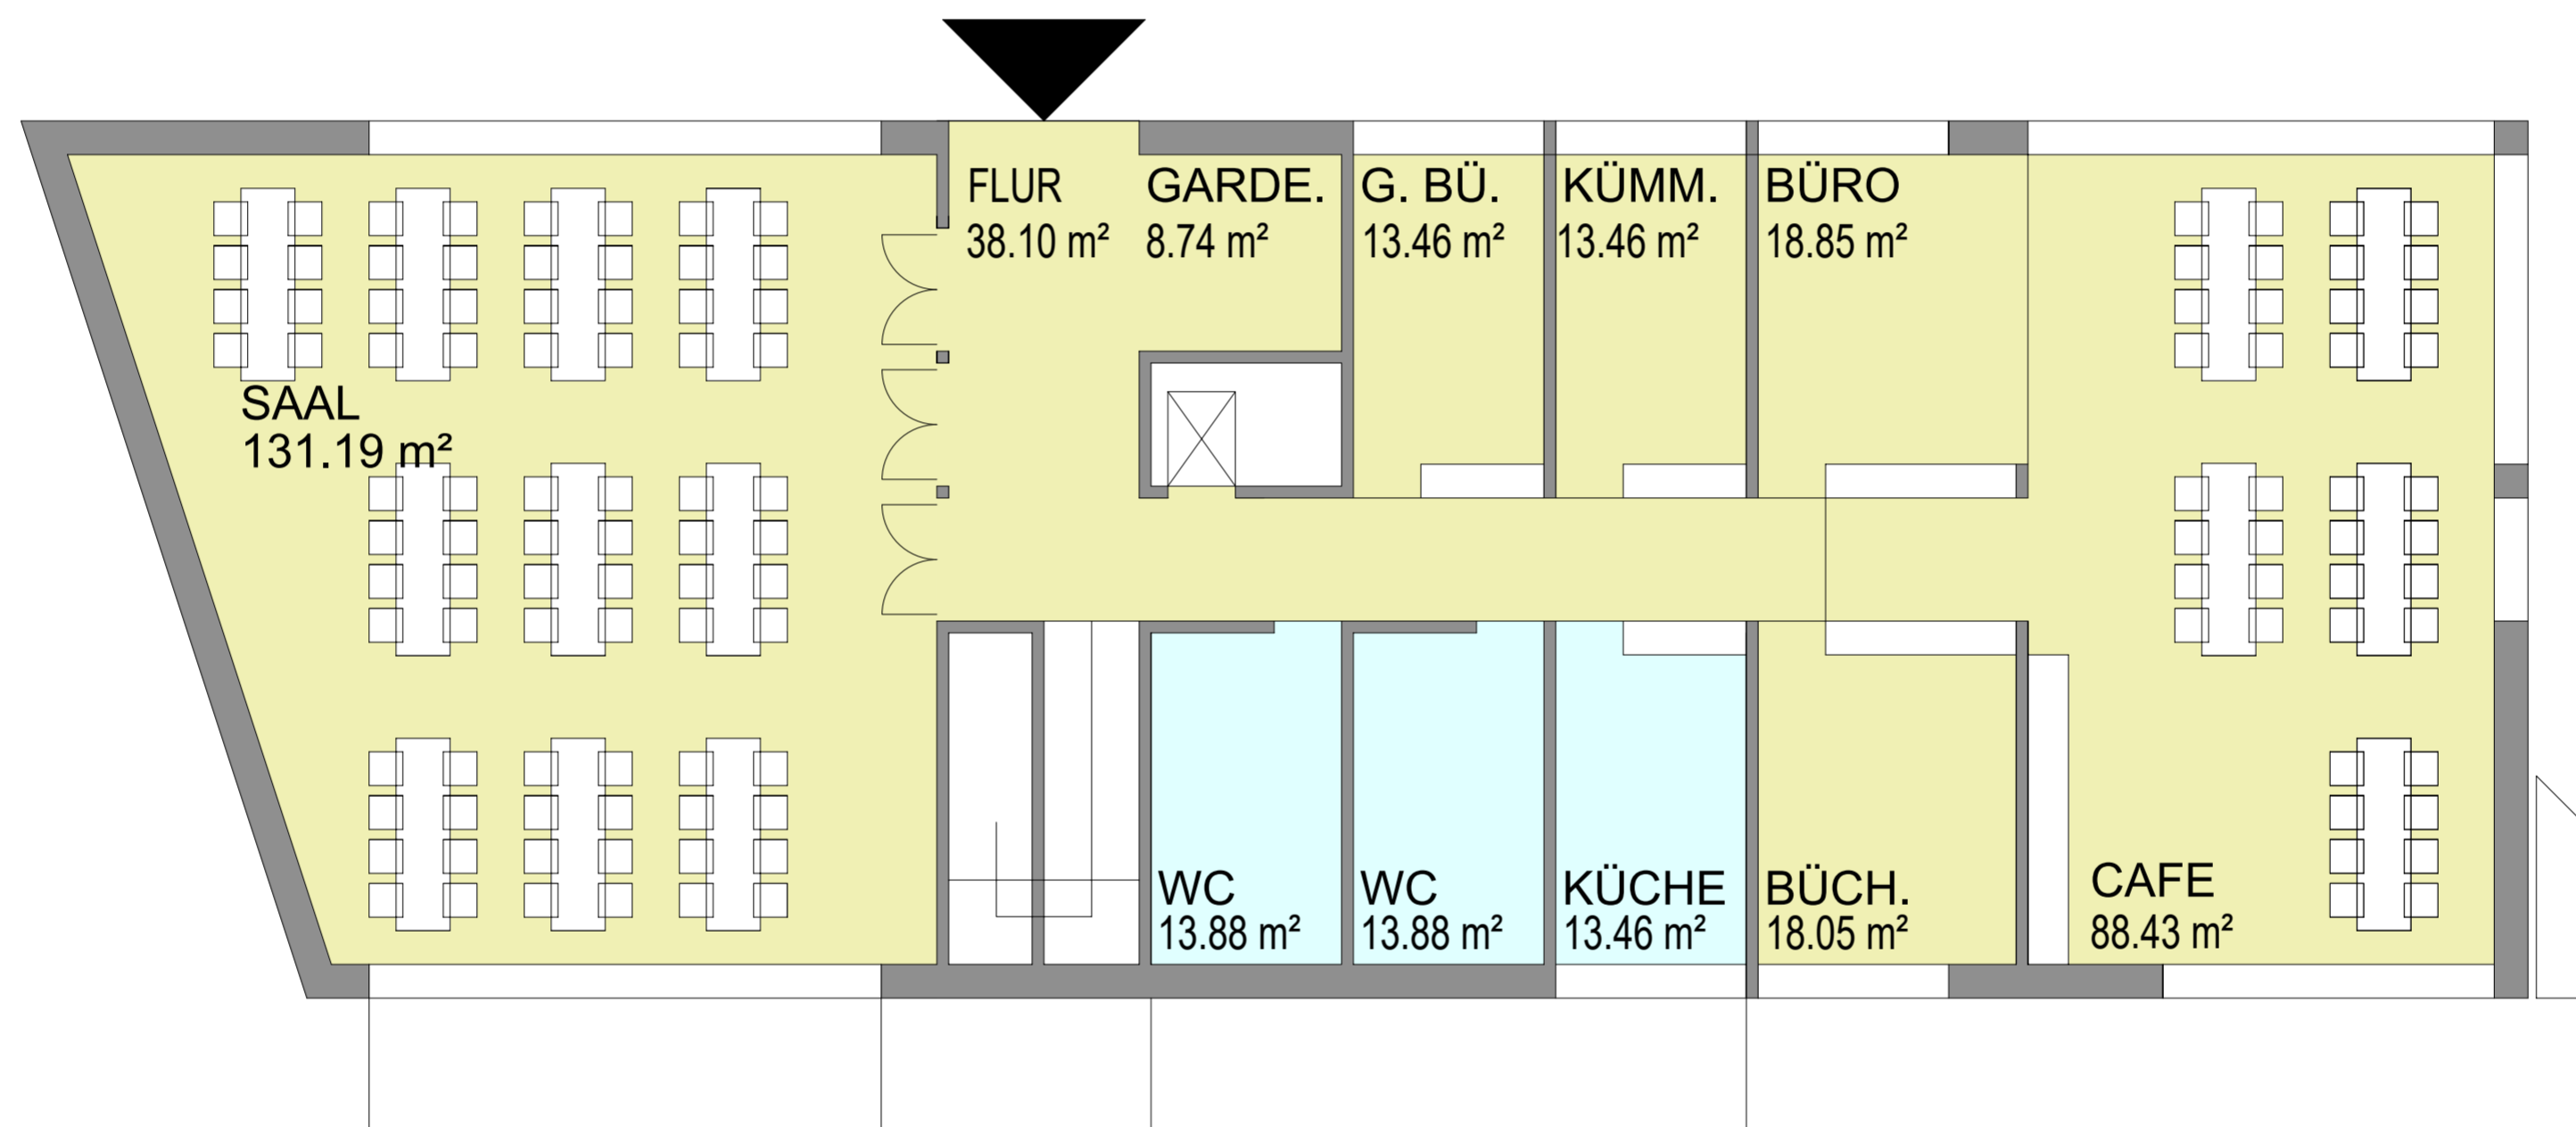 FLUR
38.10 m²
GARDE.
8.74 m²
G. BÜ.
13.46 m²
KÜMM.
13.46 m²
BÜRO
18.85 m²
SAAL
131.19 m²
WC
13.88 m²
WC
13.88 m²
KÜCHE
13.46 m²
BÜCH.
18.05 m²
CAFE
88.43 m²